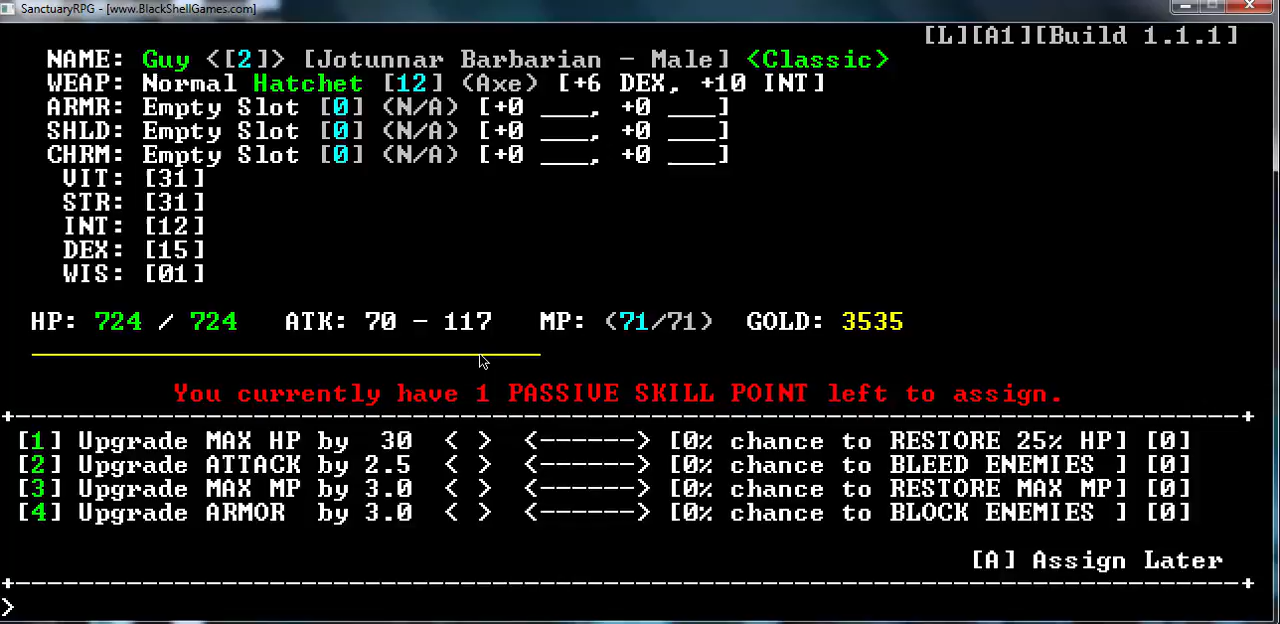 SanctuaryRPG - [www.BlackShellGames.com]
[L][A1][Build 1.1.1]
NAME: Guy <[2]> [Jotunnar Barbarian - Male] <Classic>
WEAP: Normal Hatchet [12] (Axe) [+6 DEX, +10 INT]
ARMR: Empty Slot [0] (N/A) [+0 ___, +0 ___]
SHLD: Empty Slot [0] (N/A) [+0 ___, +0 ___]
CHRM: Empty Slot [0] (N/A) [+0 ___, +0 ___]
VIT: [31]
STR: [31]
INT: [12]
DEX: [15]
WIS: [01]
HP: 724 / 724 ATK: 70 - 117 MP: (71/71) GOLD: 3535
You currently have 1 PASSIVE SKILL POINT left to assign.
[1] Upgrade MAX HP by 30 < > <------> [0% chance to RESTORE 25% HP] [0]
[2] Upgrade ATTACK by 2.5 < > <------> [0% chance to BLEED ENEMIES ] [0]
[3] Upgrade MAX MP by 3.0 < > <------> [0% chance to RESTORE MAX MP] [0]
[4] Upgrade ARMOR by 3.0 < > <------> [0% chance to BLOCK ENEMIES ] [0]
[A] Assign Later
>